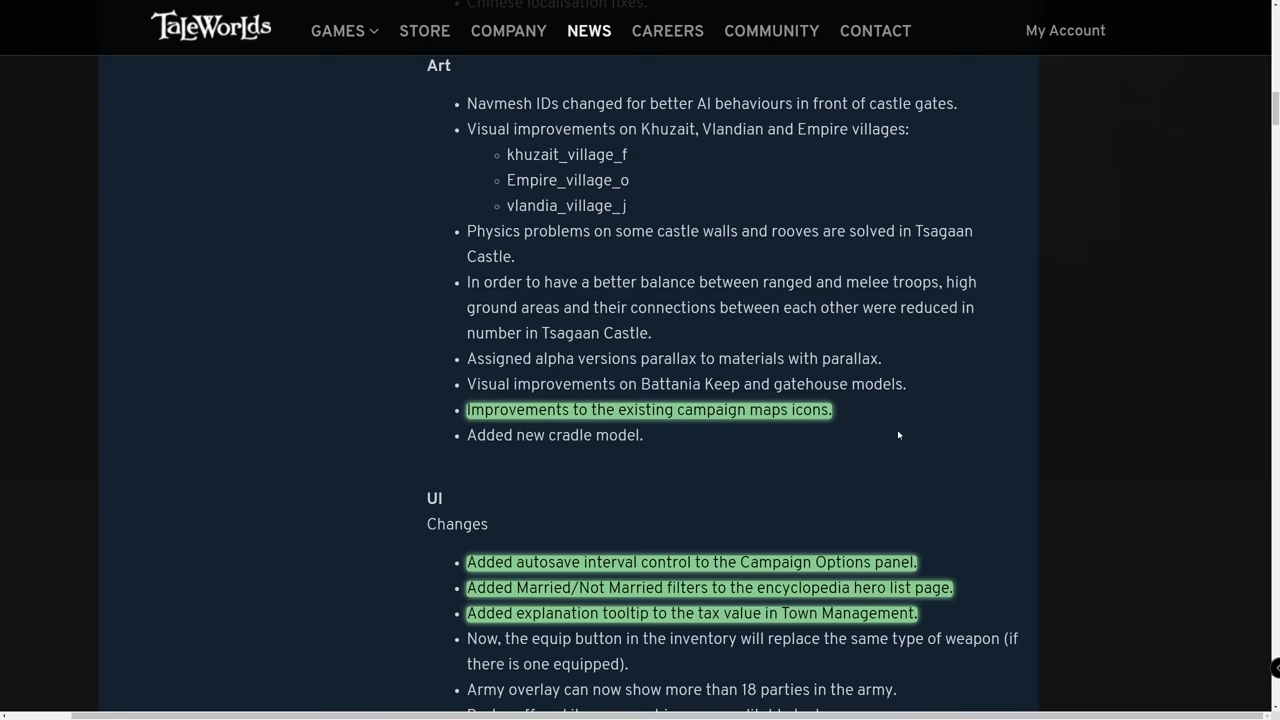 Chinese localisation fixes.
TaleWorlds
GAMES
STORE
COMPANY
NEWS
CAREERS
COMMUNITY
CONTACT
My Account
Art
• Navmesh IDs changed for better AI behaviours in front of castle gates.
• Visual improvements on Khuzait, Vlandian and Empire villages:
◦ khuzait_village_f
◦ Empire_village_o
◦ vlandia_village_j
• Physics problems on some castle walls and rooves are solved in Tsagaan
Castle.
• In order to have a better balance between ranged and melee troops, high
ground areas and their connections between each other were reduced in
number in Tsagaan Castle.
• Assigned alpha versions parallax to materials with parallax.
• Visual improvements on Battania Keep and gatehouse models.
• Improvements to the existing campaign maps icons.
• Added new cradle model.
UI
Changes
• Added autosave interval control to the Campaign Options panel.
• Added Married/Not Married filters to the encyclopedia hero list page.
• Added explanation tooltip to the tax value in Town Management.
• Now, the equip button in the inventory will replace the same type of weapon (if
there is one equipped).
• Army overlay can now show more than 18 parties in the army.